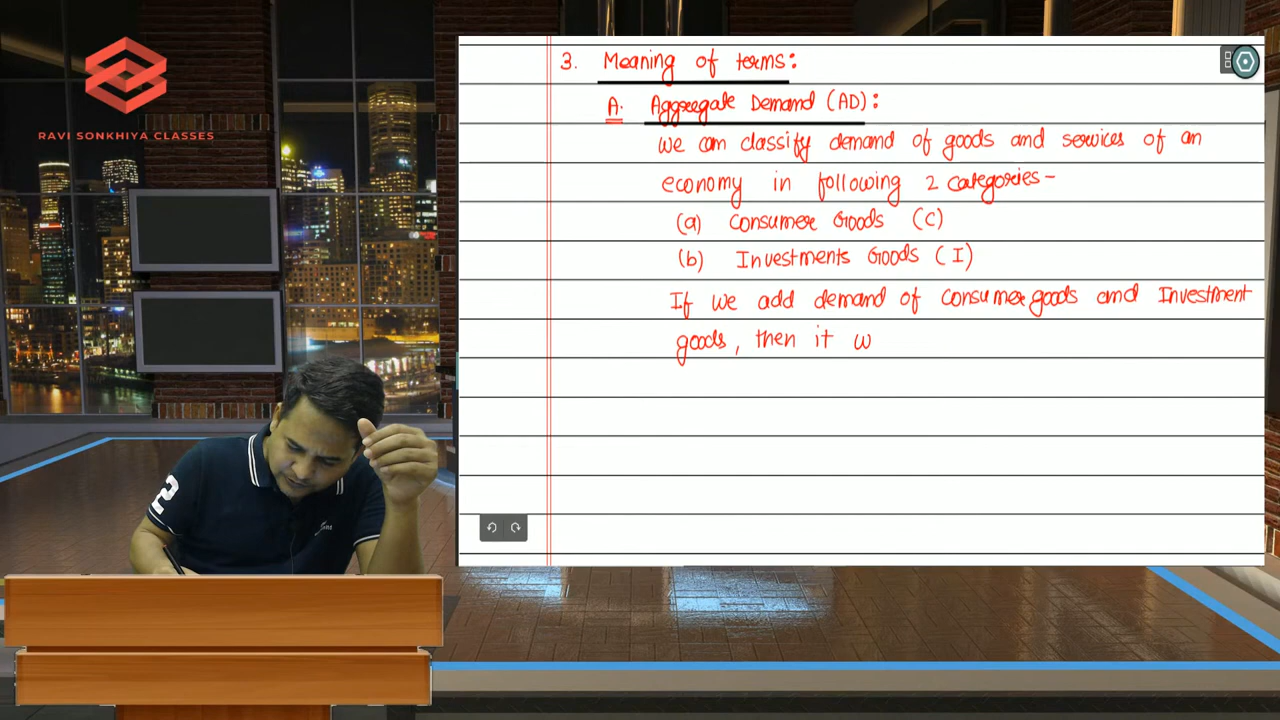 RAVI SONKHIYA CLASSES
3. Meaning of terms:
A. Aggregate Demand (AD):
we can classify demand of goods and services of an
economy in following 2 categories-
(a) Consumer Goods (C)
(b) Investments Goods (I)
If we add demand of consumer goods and Investment
goods, then it w
2